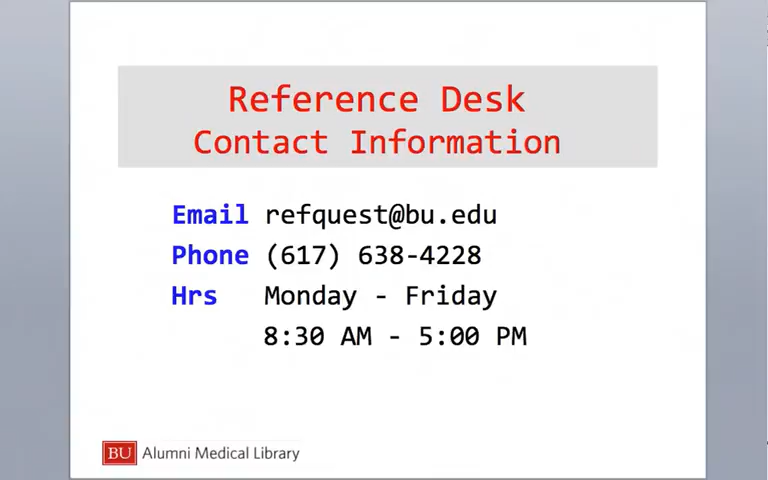 Reference Desk
Contact Information
Email refquest@bu.edu
Phone (617) 638-4228
Hrs Monday - Friday
8:30 AM - 5:00 PM
BU Alumni Medical Library